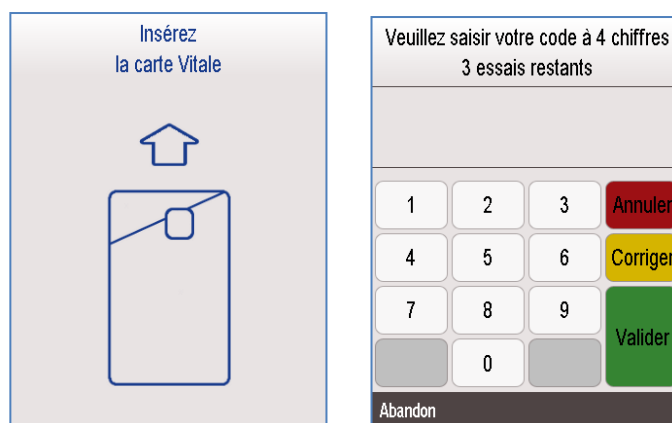 Insérez
la carte Vitale
Veuillez saisir votre code à 4 chiffres
3 essais restants
1 2 3 Annuler
4 5 6 Corriger
7 8 9
Valider
0
Abandon